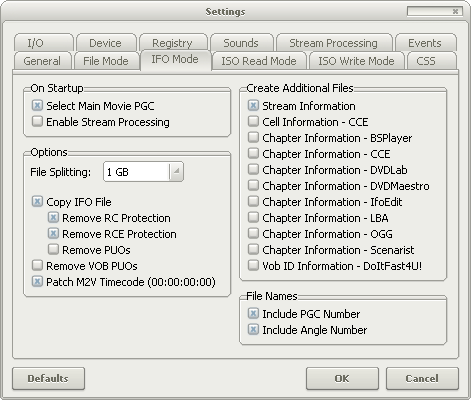 Settings
I/O Device Registry Sounds Stream Processing Events
General File Mode IFO Mode ISO Read Mode ISO Write Mode CSS
On Startup
Select Main Movie PGC
Enable Stream Processing
Options
File Splitting: 1 GB
Copy IFO File
Remove RC Protection
Remove RCE Protection
Remove PUOs
Remove VOB PUOs
Patch M2V Timecode (00:00:00:00)
Create Additional Files
Stream Information
Cell Information - CCE
Chapter Information - BSPlayer
Chapter Information - CCE
Chapter Information - DVDLab
Chapter Information - DVDMaestro
Chapter Information - IfoEdit
Chapter Information - LBA
Chapter Information - OGG
Chapter Information - Scenarist
Vob ID Information - DoItFast4U!
File Names
Include PGC Number
Include Angle Number
Defaults OK Cancel